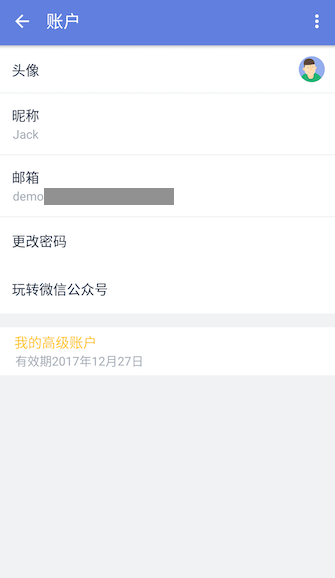 账户
头像
昵称
Jack
邮箱
demo
更改密码
玩转微信公众号
我的高级账户
有效期2017年12月27日